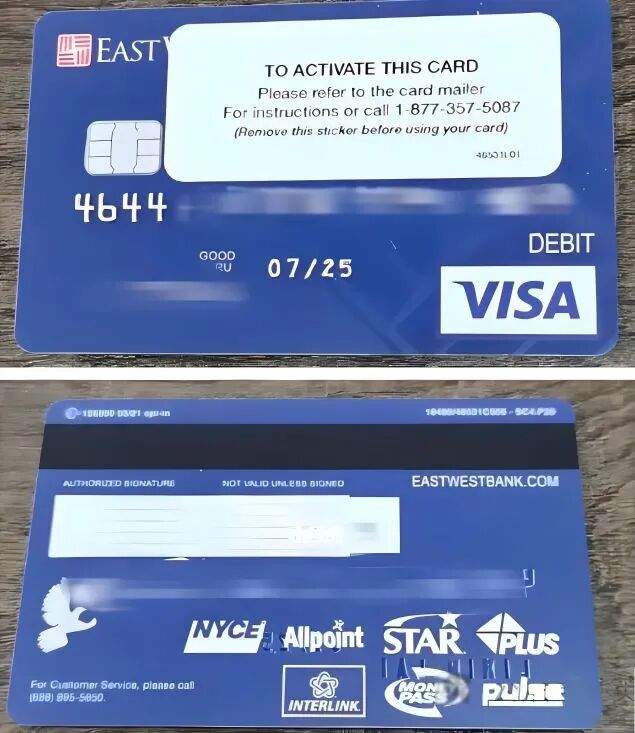 EAST
TO ACTIVATE THIS CARD
Please refer to the card mailer
For instructions or call 1-877-357-5087
(Remove this sticker before using your card)
4644
GOOD
07/25
DEBIT
VISA
AUTHORIZED SIGNATURE NOT VALID UNLESS SIGNED EASTWESTBANK.COM
NYCE Allpoint STAR PLUS
INTERLINK MONEY PASS pulse
For Customer Service, please call
(888) 895-5650.